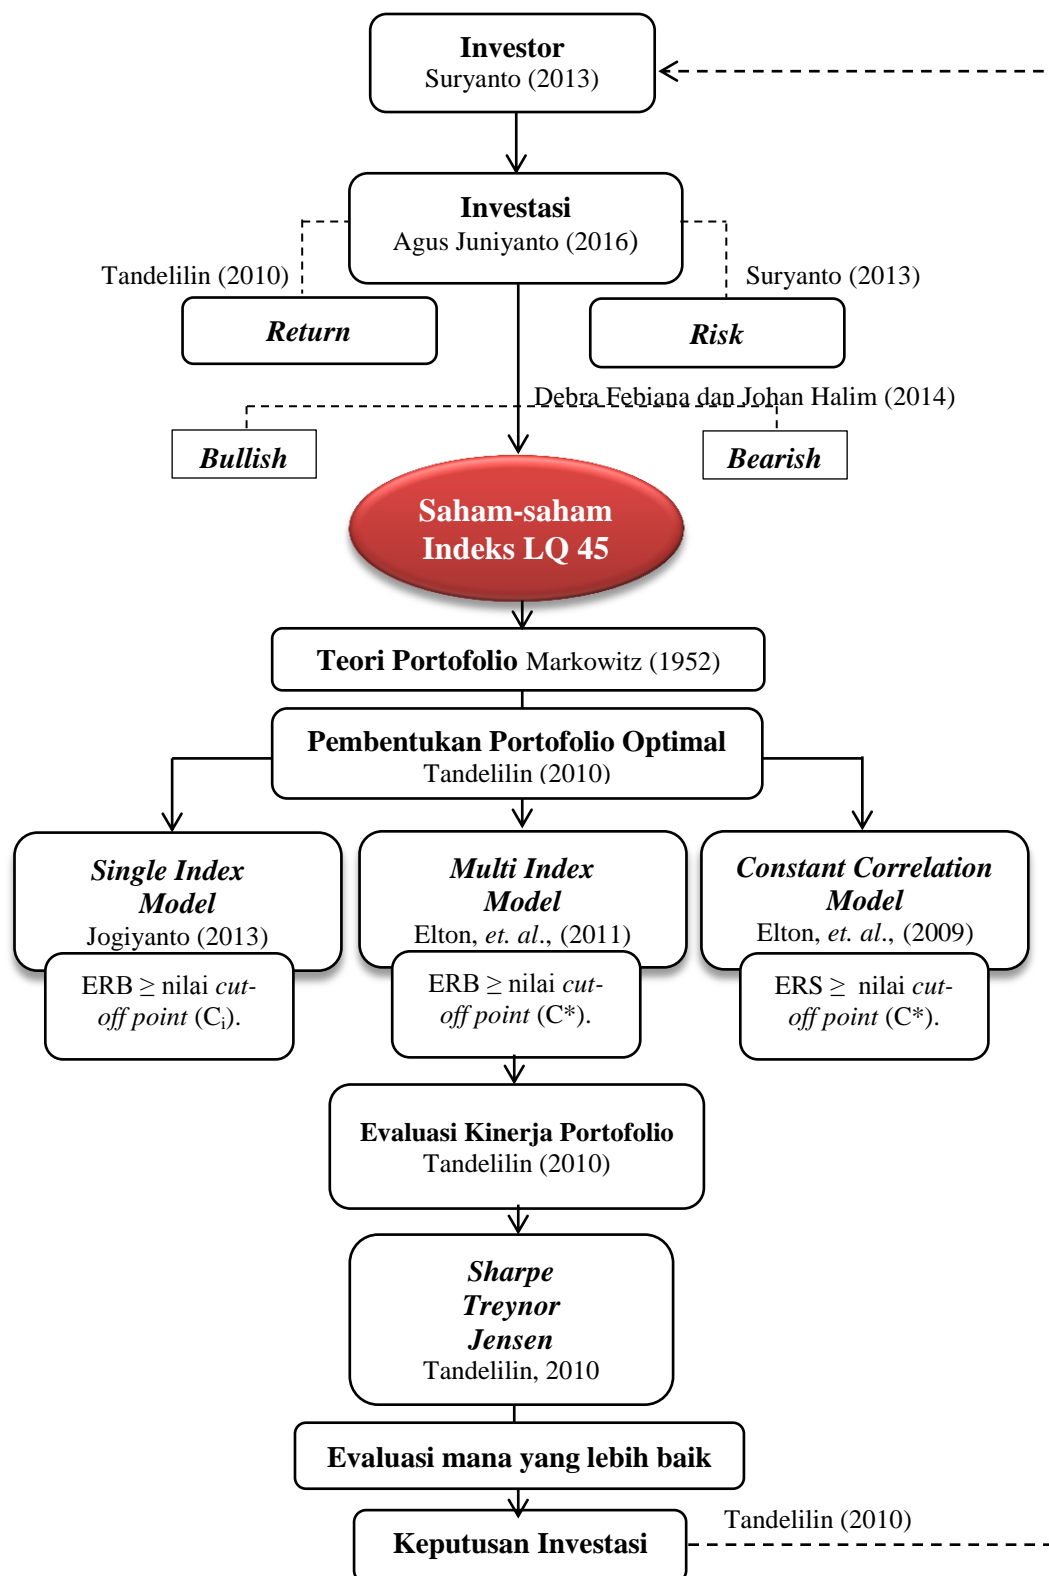 Investor
Suryanto (2013)
Investasi
Agus Juniyanto (2016)
Tandelilin (2010)
Suryanto (2013)
Return
Risk
Debra Febiana dan Johan Halim (2014)
Bullish
Bearish
Saham-saham
Indeks LQ 45
Teori Portofolio Markowitz (1952)
Pembentukan Portofolio Optimal
Tandelilin (2010)
Single Index
Model
Jogiyanto (2013)
ERB ≥ nilai cut-
off point (Ci).
Multi Index
Model
Elton, et. al., (2011)
ERB ≥ nilai cut-
off point (C*).
Constant Correlation
Model
Elton, et. al., (2009)
ERS ≥ nilai cut-
off point (C*).
Evaluasi Kinerja Portofolio
Tandelilin (2010)
Sharpe
Treynor
Jensen
Tandelilin, 2010
Evaluasi mana yang lebih baik
Keputusan Investasi
Tandelilin (2010)